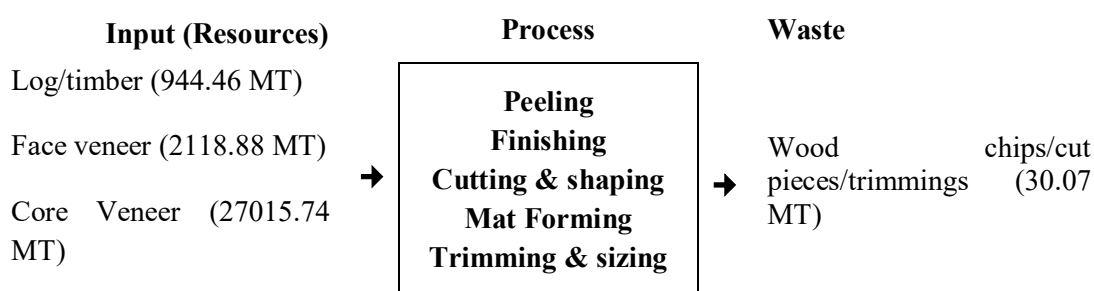 Input (Resources)
Process
Waste
Log/timber (944.46 MT)
Face veneer (2118.88 MT)
Core Veneer (27015.74
MT)
Peeling
Finishing
Cutting & shaping
Mat Forming
Trimming & sizing
Wood chips/cut
pieces/trimmings (30.07
MT)